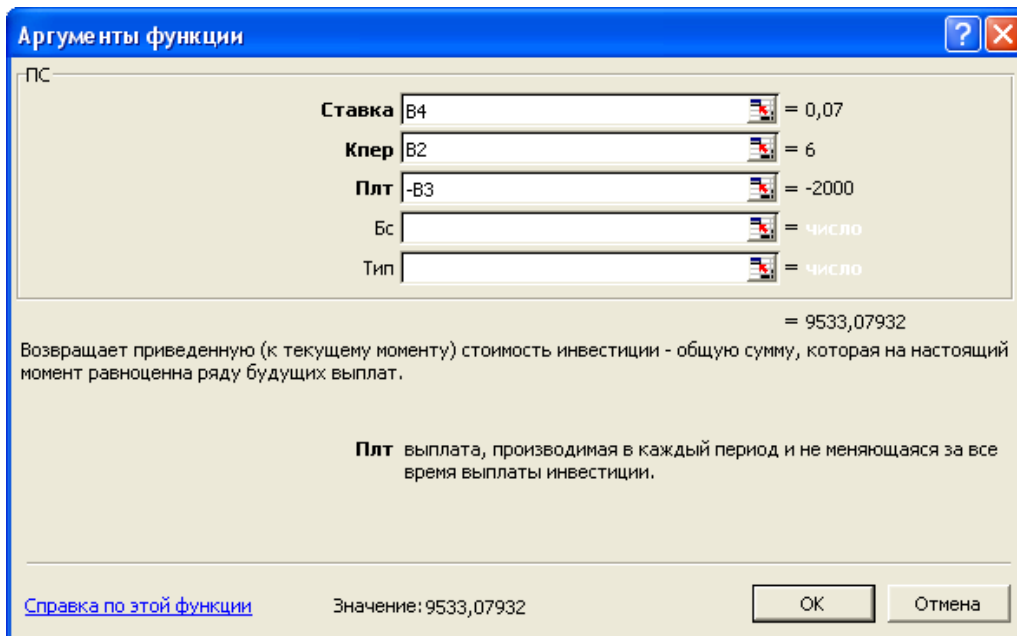 Аргументы функции
ПС
Ставка B4 = 0,07
Кпер B2 = 6
Плт -B3 = -2000
Бс = число
Тип = число
= 9533,07932
Возвращает приведенную (к текущему моменту) стоимость инвестиции - общую сумму, которая на настоящий
момент равноценна ряду будущих выплат.
Плт выплата, производимая в каждый период и не меняющаяся за все
время выплаты инвестиции.
Справка по этой функции Значение: 9533,07932 OK Отмена